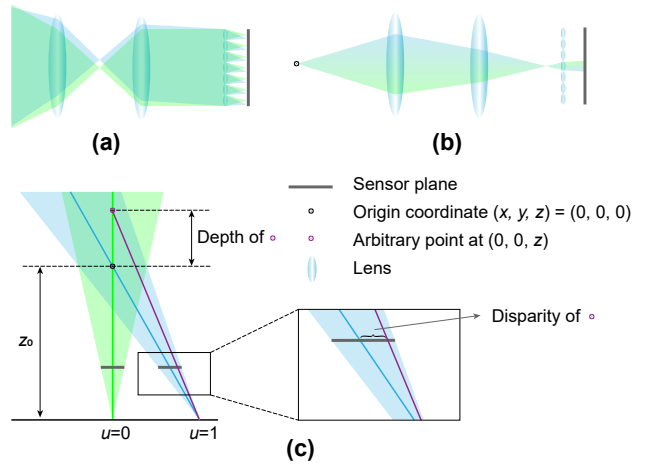 (a)
(b)
Sensor plane
Origin coordinate (x, y, z) = (0, 0, 0)
Arbitrary point at (0, 0, z)
Lens
Depth of
z₀
Disparity of
u=0
u=1
(c)